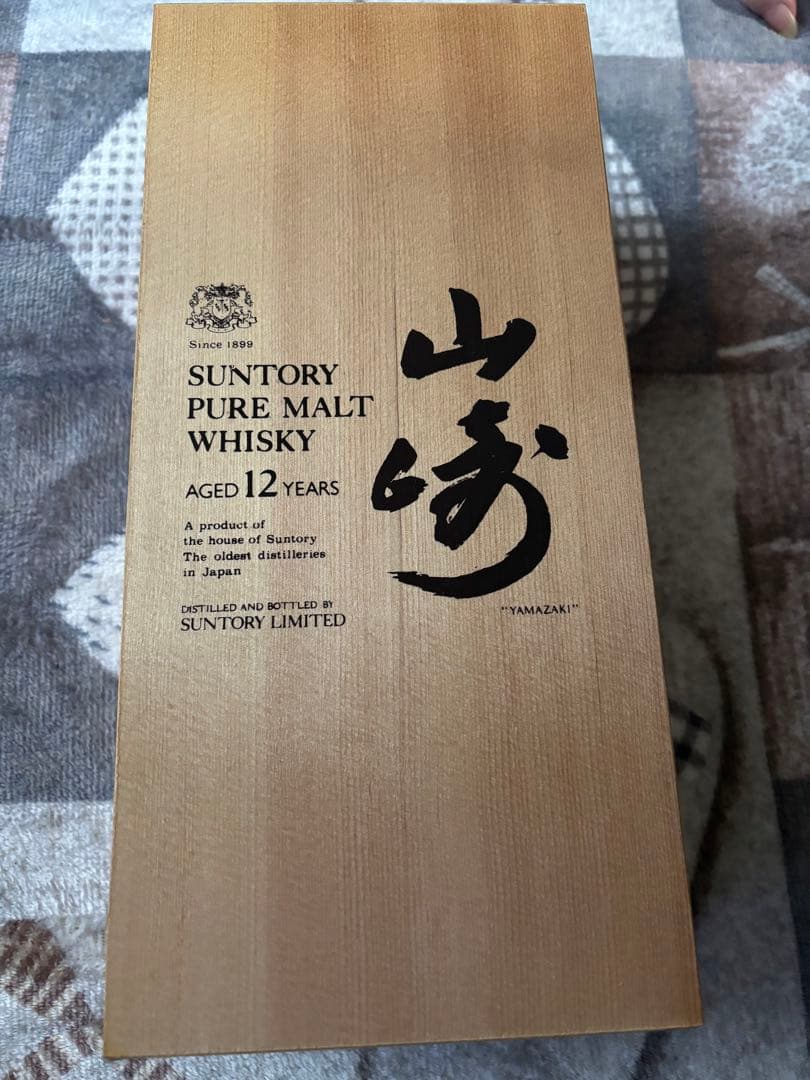 Since 1899
SUNTORY
PURE MALT
WHISKY
AGED 12 YEARS
A product of
the house of Suntory
The oldest distilleries
in Japan
DISTILLED AND BOTTLED BY
SUNTORY LIMITED
山崎
"YAMAZAKI"